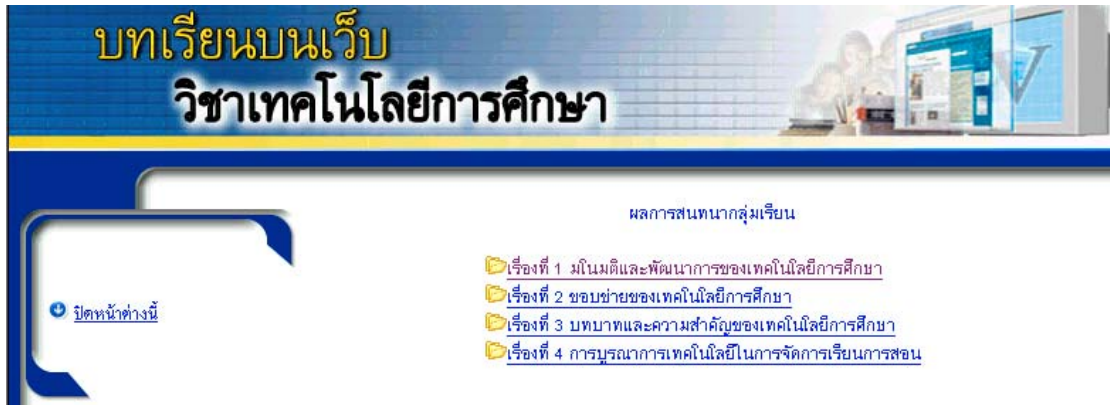 บทเรียนบนเว็บ
วิชาเทคโนโลยีการศึกษา
ผลการสนทนากลุ่มเรียน
เรื่องที่ 1 มโนมติและพัฒนาการของเทคโนโลยีการศึกษา
เรื่องที่ 2 ขอบข่ายของเทคโนโลยีการศึกษา
เรื่องที่ 3 บทบาทและความสำคัญของเทคโนโลยีการศึกษา
เรื่องที่ 4 การบูรณาการเทคโนโลยีในการจัดการเรียนการสอน
ปิดหน้าต่างนี้